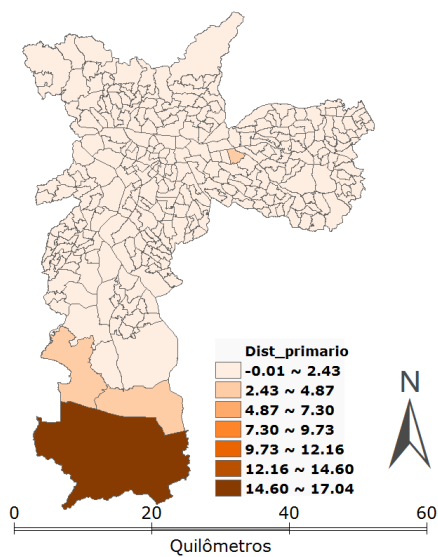 Dist_primario
-0.01 ~ 2.43
2.43 ~ 4.87
4.87 ~ 7.30
7.30 ~ 9.73
9.73 ~ 12.16
12.16 ~ 14.60
14.60 ~ 17.04
N
0 20 40 60
Quilômetros